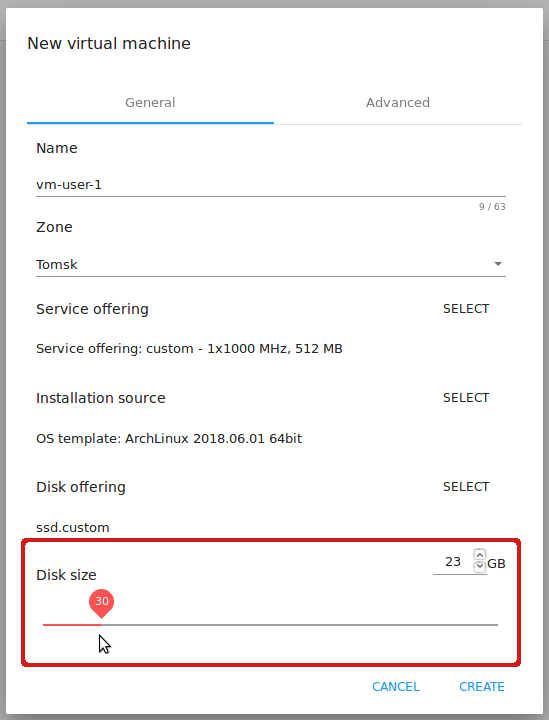 New virtual machine
General Advanced
Name
vm-user-1
9 / 63
Zone
Tomsk
Service offering SELECT
Service offering: custom - 1x1000 MHz, 512 MB
Installation source SELECT
OS template: ArchLinux 2018.06.01 64bit
Disk offering SELECT
ssd.custom
23 GB
Disk size
30
CANCEL CREATE